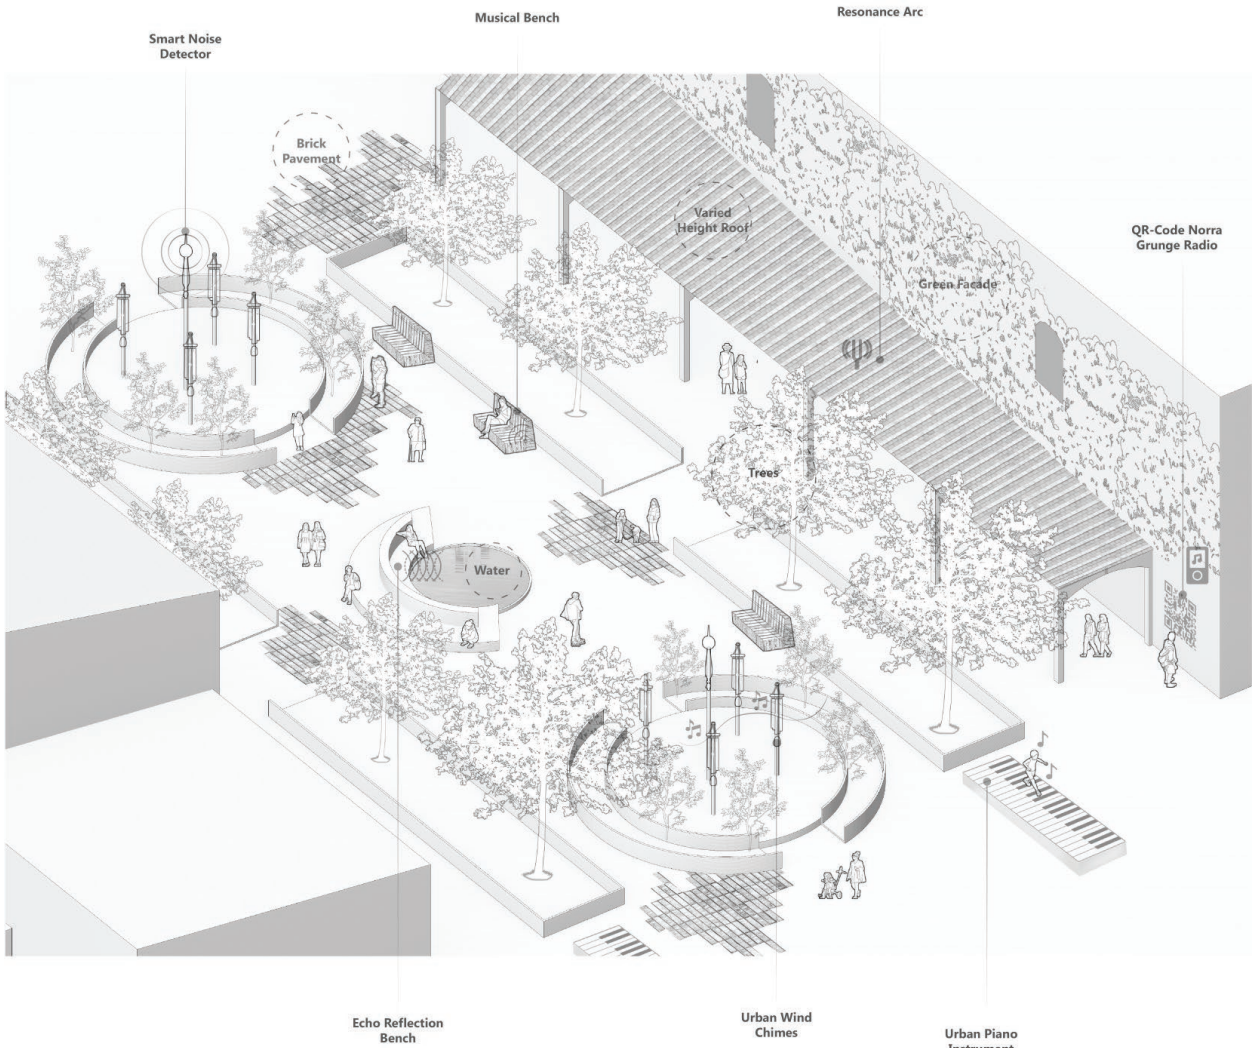 Musical Bench
Resonance Arc
Smart Noise
Detector
Brick
Pavement
Varied
Height Roof
QR-Code Norra
Grunge Radio
Green Facade
Trees
Water
Echo Reflection
Bench
Urban Wind
Chimes
Urban Piano
Instrument